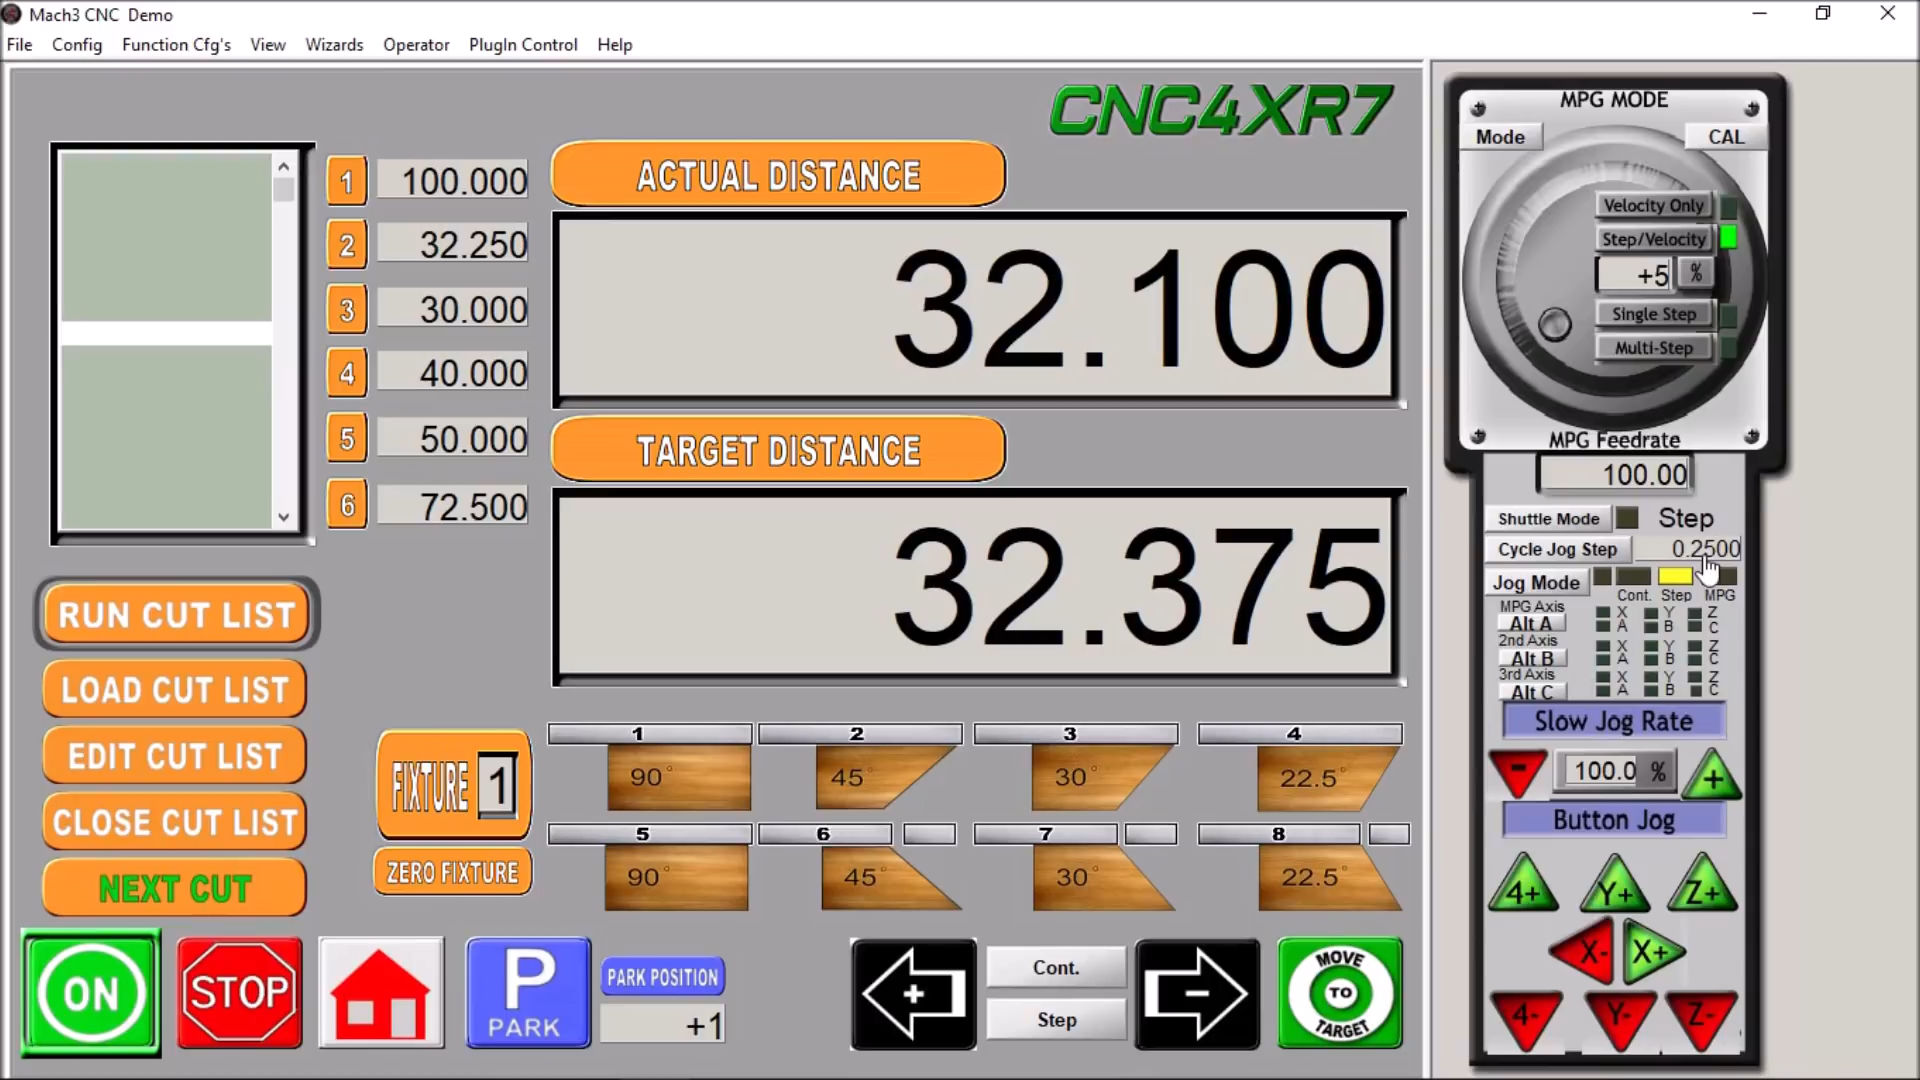 Mach3 CNC  Demo
File Config Function Cfg's View Wizards Operator PlugIn Control Help
CNC4XR7
1 100.000
2 32.250
3 30.000
4 40.000
5 50.000
6 72.500
ACTUAL DISTANCE
32.100
TARGET DISTANCE
32.375
RUN CUT LIST
LOAD CUT LIST
EDIT CUT LIST
CLOSE CUT LIST
NEXT CUT
FIXTURE 1
ZERO FIXTURE
1 2 3 4
90° 45° 30° 22.5°
5 6 7 8
90° 45° 30° 22.5°
ON
STOP
P
PARK
PARK POSITION
+1
+
Cont.
Step
-
MOVE
TO
TARGET
MPG MODE
Mode CAL
Velocity Only
Step/Velocity
+5 %
Single Step
Multi-Step
MPG Feedrate
100.00
Shuttle Mode Step
Cycle Jog Step 0.2500
Jog Mode
Cont. Step MPG
MPG Axis X Y Z
Alt A A B C
2nd Axis X Y Z
Alt B A B C
3rd Axis X Y Z
Alt C A B C
Slow Jog Rate
- 100.0 % +
Button Jog
4+ Y+ Z+
X- X+
4- Y- Z-